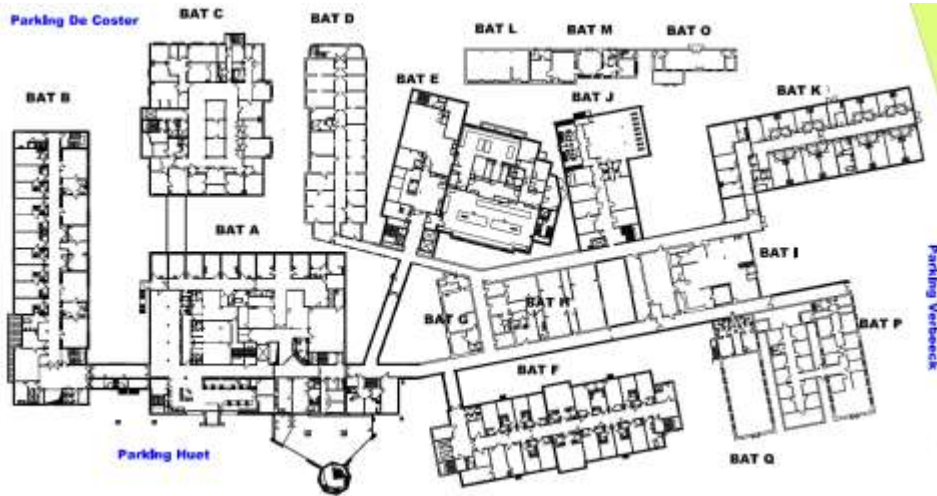 Parking De Coster
BAT C
BAT D
BAT L
BAT M
BAT O
BAT E
BAT B
BAT J
BAT K
BAT A
BAT I
Parking Verbeeck
BAT G
BAT H
BAT P
BAT F
Parking Huet
BAT Q